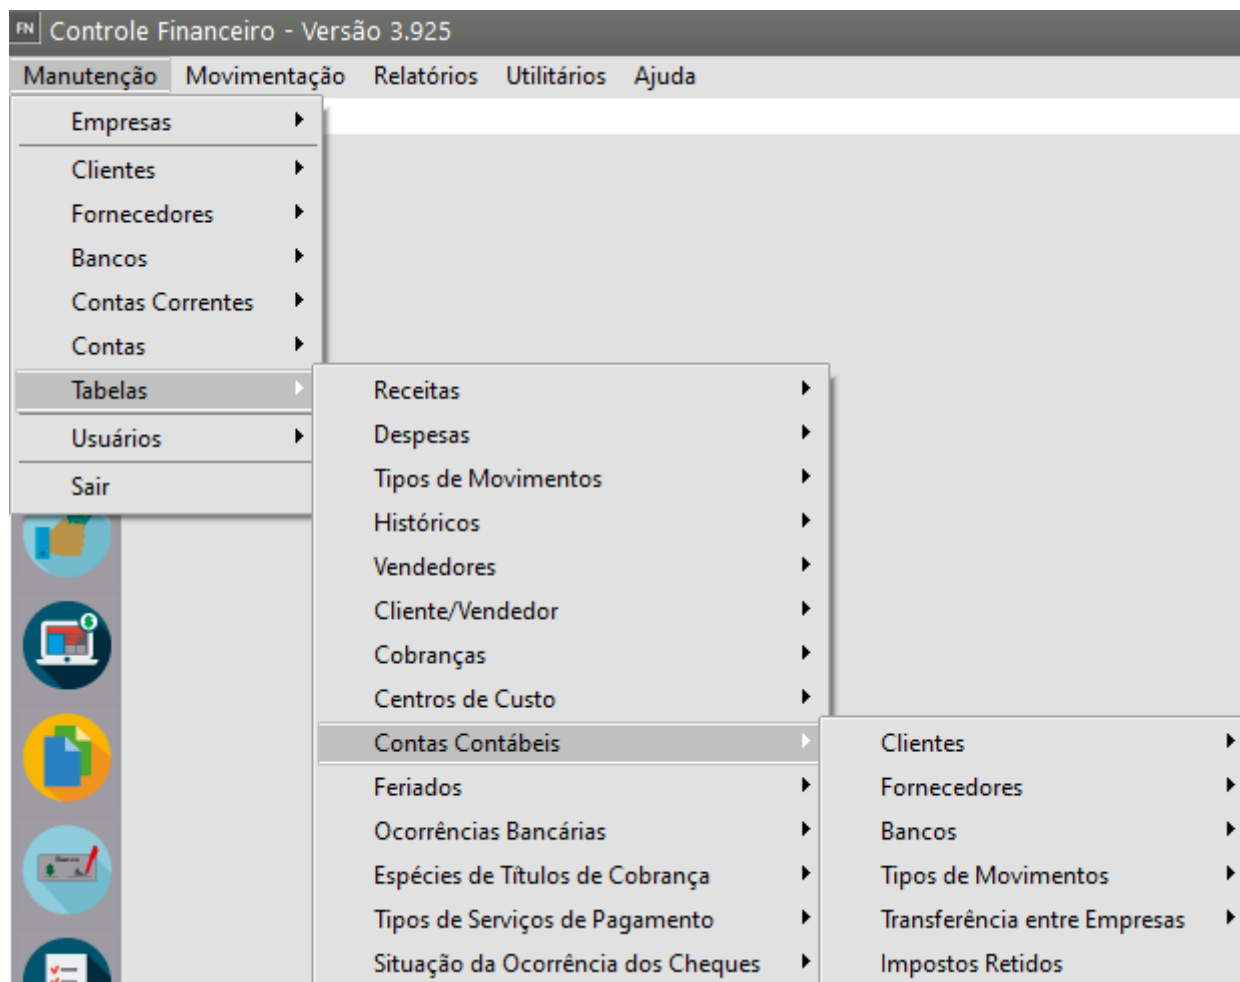 FN Controle Financeiro - Versão 3.925
Manutenção Movimentação Relatórios Utilitários Ajuda
Empresas
Clientes
Fornecedores
Bancos
Contas Correntes
Contas
Tabelas
Usuários
Sair
Receitas
Despesas
Tipos de Movimentos
Históricos
Vendedores
Cliente/Vendedor
Cobranças
Centros de Custo
Contas Contábeis
Feriados
Ocorrências Bancárias
Espécies de Títulos de Cobrança
Tipos de Serviços de Pagamento
Situação da Ocorrência dos Cheques
Clientes
Fornecedores
Bancos
Tipos de Movimentos
Transferência entre Empresas
Impostos Retidos